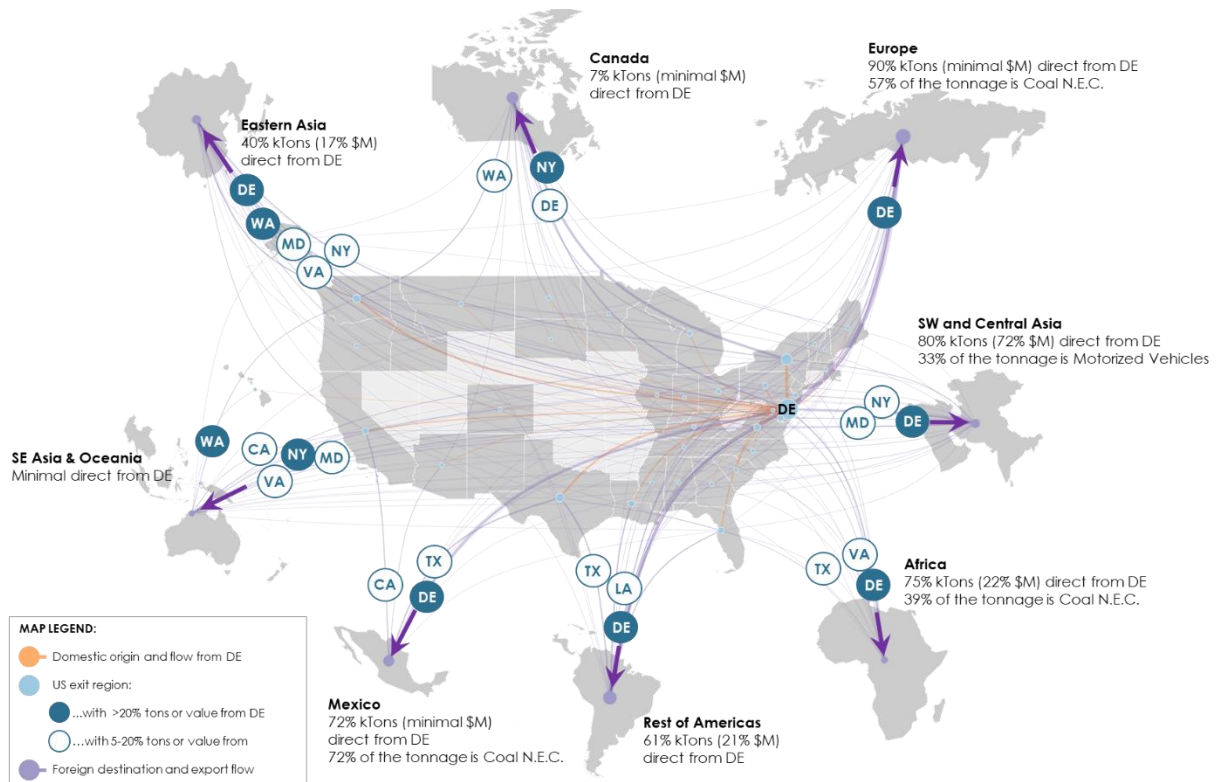 Canada
7% kTons (minimal $M)
direct from DE
Europe
90% kTons (minimal $M) direct from DE
57% of the tonnage is Coal N.E.C.
Eastern Asia
40% kTons (17% $M)
direct from DE
DE
WA
MD
NY
VA
WA
NY
DE
DE
SW and Central Asia
80% kTons (72% $M) direct from DE
33% of the tonnage is Motorized Vehicles
DE
NY
MD
DE
SE Asia & Oceania
Minimal direct from DE
WA
CA
NY
MD
VA
TX
CA
DE
TX
LA
DE
VA
TX
DE
Africa
75% kTons (22% $M) direct from DE
39% of the tonnage is Coal N.E.C.
Mexico
72% kTons (minimal $M)
direct from DE
72% of the tonnage is Coal N.E.C.
Rest of Americas
61% kTons (21% $M)
direct from DE
MAP LEGEND:
Domestic origin and flow from DE
US exit region:
...with >20% tons or value from DE
...with 5-20% tons or value from
Foreign destination and export flow